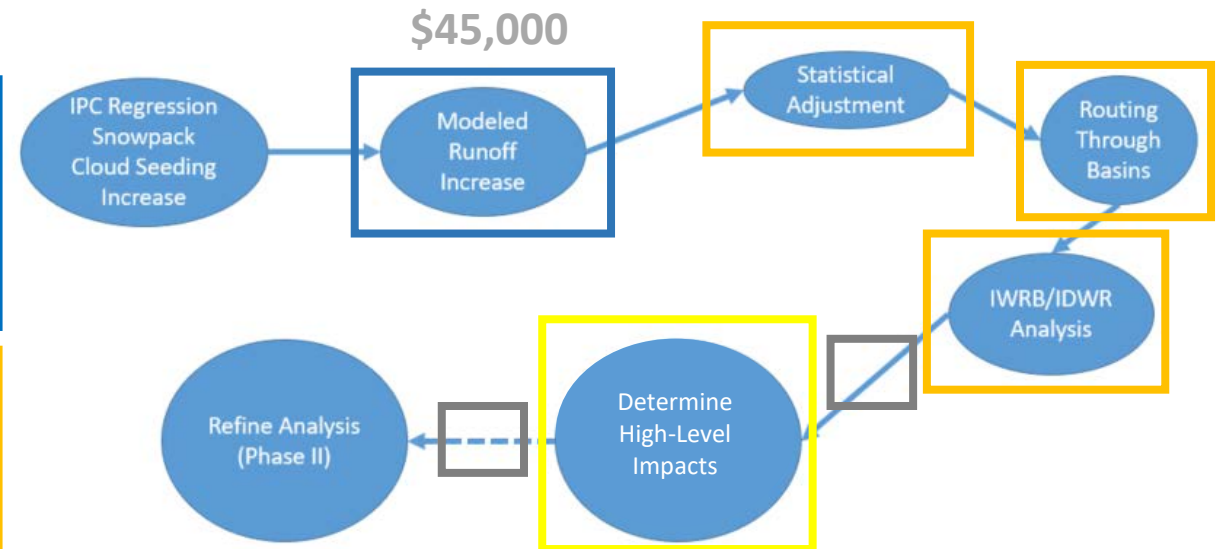 $45,000
IPC Regression
Snowpack
Cloud Seeding
Increase
Modeled
Runoff
Increase
Statistical
Adjustment
Routing
Through
Basins
IWRB/IDWR
Analysis
Determine
High-Level
Impacts
Refine Analysis
(Phase II)